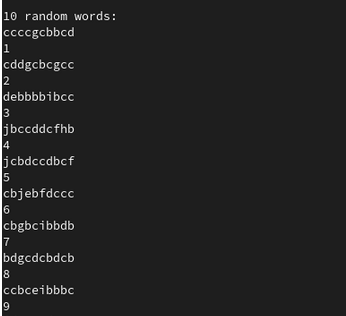 10 random words:
ccccgcbbcd
1
cddgcbcgcc
2
debbbbibcc
3
jbccddcfhb
4
jcbdccdbcf
5
cbjebfdccc
6
cbgbcibbdb
7
bdgcdcbdcb
8
ccbceibbbc
9